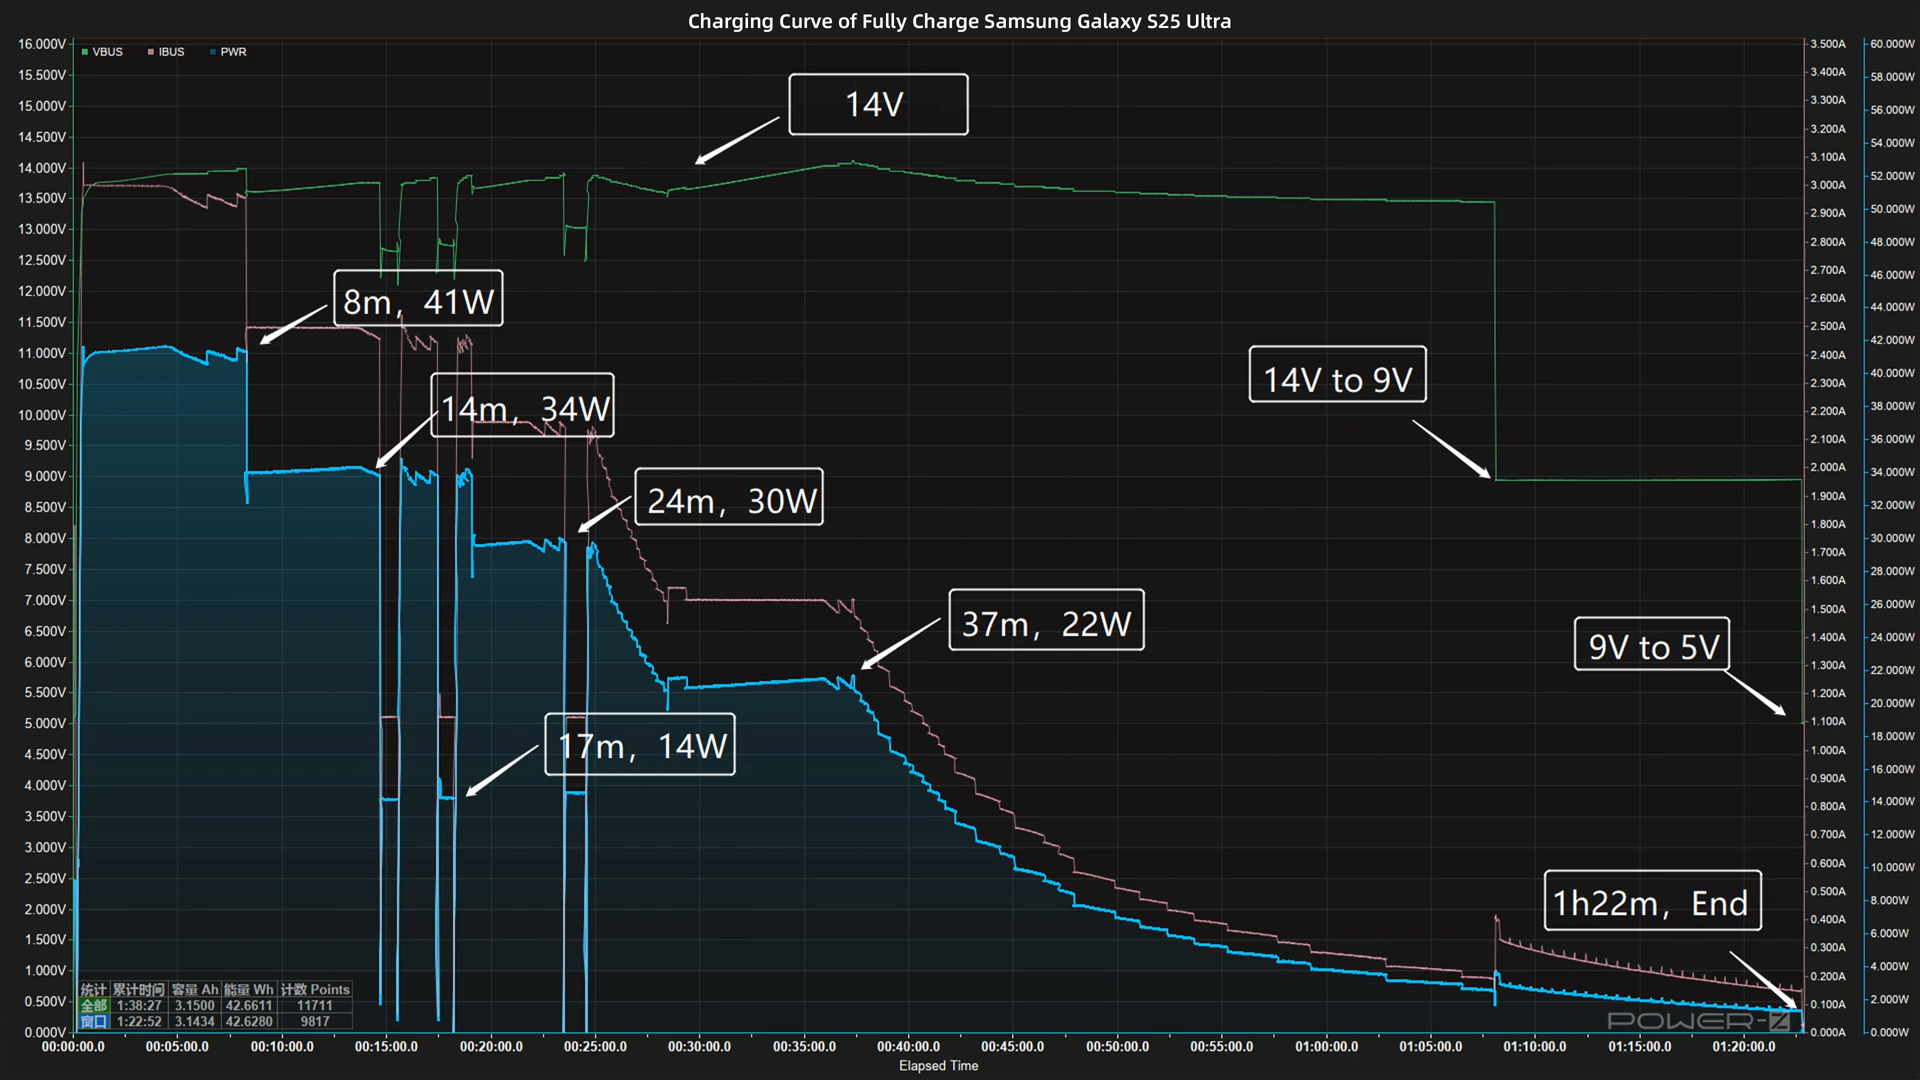 Charging Curve of Fully Charge Samsung Galaxy S25 Ultra
VBUS IBUS PWR
16.000V
15.500V
15.000V
14.500V
14.000V
13.500V
13.000V
12.500V
12.000V
11.500V
11.000V
10.500V
10.000V
9.500V
9.000V
8.500V
8.000V
7.500V
7.000V
6.500V
6.000V
5.500V
5.000V
4.500V
4.000V
3.500V
3.000V
2.500V
2.000V
1.500V
1.000V
0.500V
0.000V
14V
8m，41W
14m，34W
24m，30W
17m，14W
37m，22W
14V to 9V
9V to 5V
1h22m，End
3.500A
3.400A
3.300A
3.200A
3.100A
3.000A
2.900A
2.800A
2.700A
2.600A
2.500A
2.400A
2.300A
2.200A
2.100A
2.000A
1.900A
1.800A
1.700A
1.600A
1.500A
1.400A
1.300A
1.200A
1.100A
1.000A
0.900A
0.800A
0.700A
0.600A
0.500A
0.400A
0.300A
0.200A
0.100A
0.000A
60.000W
58.000W
56.000W
54.000W
52.000W
50.000W
48.000W
46.000W
44.000W
42.000W
40.000W
38.000W
36.000W
34.000W
32.000W
30.000W
28.000W
26.000W
24.000W
22.000W
20.000W
18.000W
16.000W
14.000W
12.000W
10.000W
8.000W
6.000W
4.000W
2.000W
0.000W
统计 累计时间 容量 Ah 能量 Wh 计数 Points
全部 1:38:27 3.1500 42.6611 11711
窗口 1:22:52 3.1434 42.6280 9817
POWER-Z
00:00:00.0 00:05:00.0 00:10:00.0 00:15:00.0 00:20:00.0 00:25:00.0 00:30:00.0 00:35:00.0 00:40:00.0 00:45:00.0 00:50:00.0 00:55:00.0 01:00:00.0 01:05:00.0 01:10:00.0 01:15:00.0 01:20:00.0
Elapsed Time